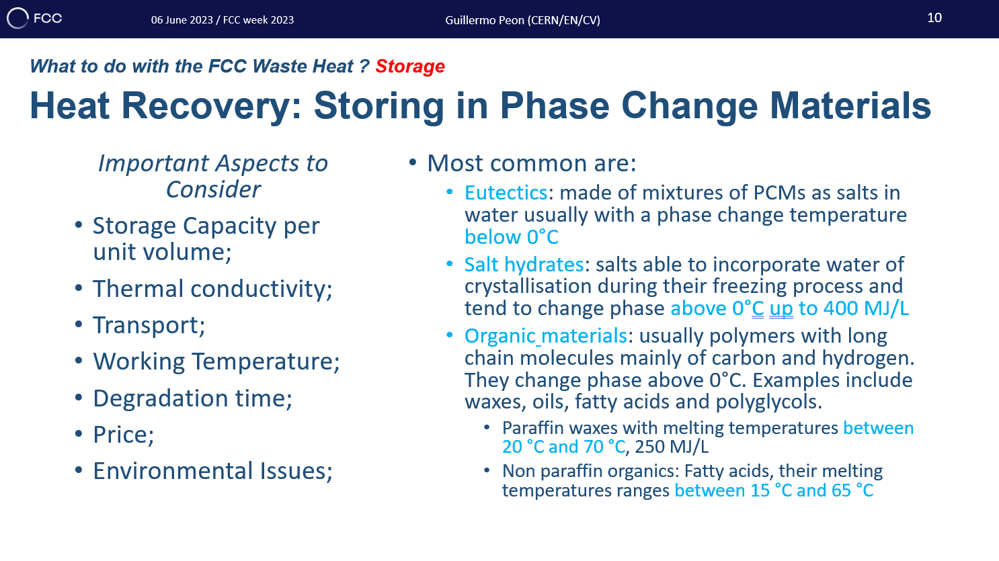 FCC
06 June 2023 / FCC week 2023
Guillermo Peon (CERN/EN/CV)
10
What to do with the FCC Waste Heat ? Storage
Heat Recovery: Storing in Phase Change Materials
Important Aspects to
Consider
• Storage Capacity per
unit volume;
• Thermal conductivity;
• Transport;
• Working Temperature;
• Degradation time;
• Price;
• Environmental Issues;
• Most common are:
• Eutectics: made of mixtures of PCMs as salts in
water usually with a phase change temperature
below 0°C
• Salt hydrates: salts able to incorporate water of
crystallisation during their freezing process and
tend to change phase above 0°C up to 400 MJ/L
• Organic materials: usually polymers with long
chain molecules mainly of carbon and hydrogen.
They change phase above 0°C. Examples include
waxes, oils, fatty acids and polyglycols.
• Paraffin waxes with melting temperatures between
20 °C and 70 °C, 250 MJ/L
• Non paraffin organics: Fatty acids, their melting
temperatures ranges between 15 °C and 65 °C